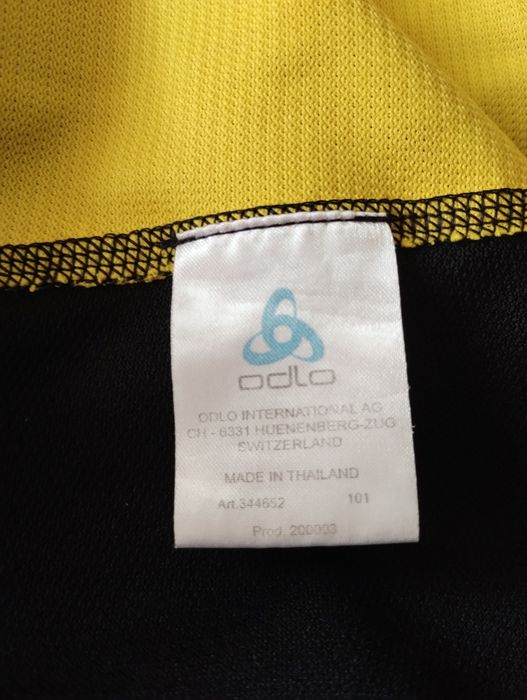 odlo
ODLO INTERNATIONAL AG
CH - 6331 HUENENBERG-ZUG
SWITZERLAND
MADE IN THAILAND
Art.344652 101
Prod. 200003